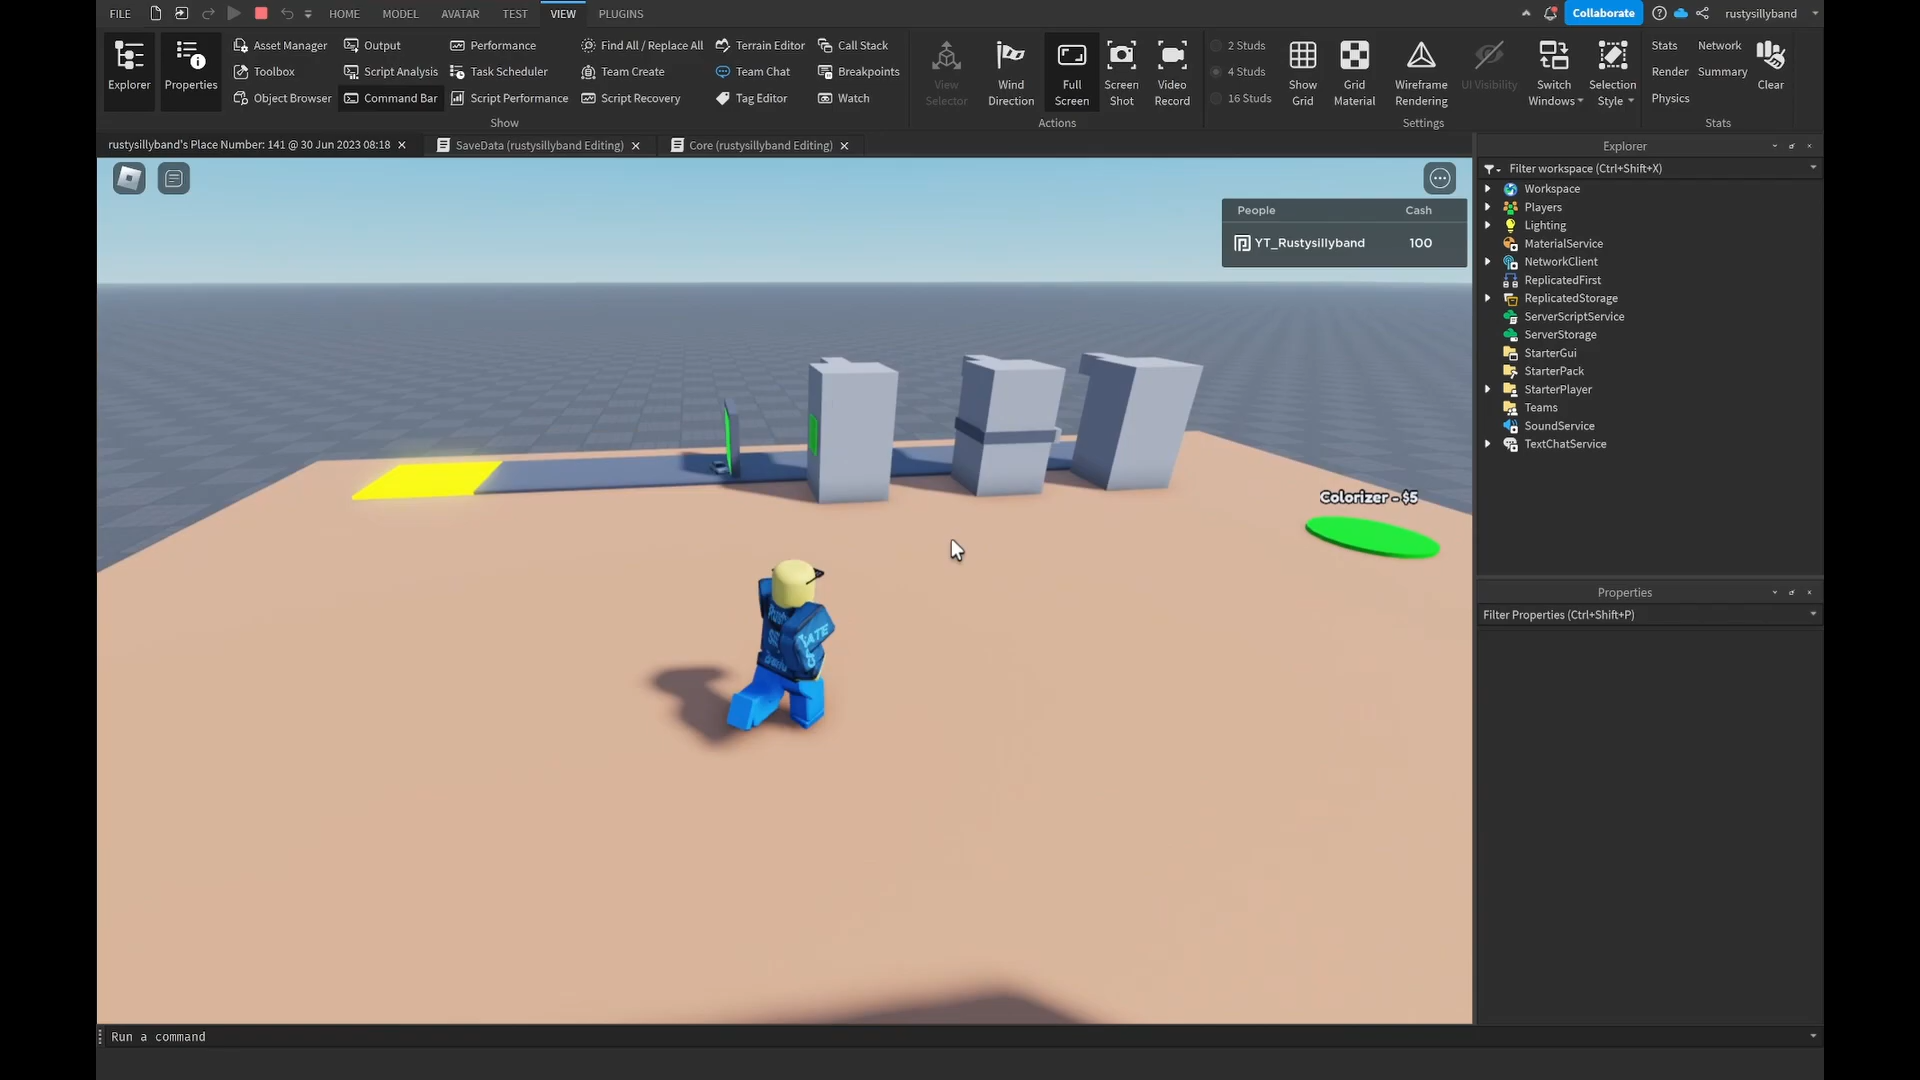 FILE HOME MODEL AVATAR TEST VIEW PLUGINS Collaborate rustysillyband
Explorer
Properties
Asset Manager
Toolbox
Object Browser
Output
Script Analysis
Command Bar
Performance
Task Scheduler
Script Performance
Find All / Replace All
Team Create
Script Recovery
Terrain Editor
Team Chat
Tag Editor
Call Stack
Breakpoints
Watch
Show
View
Selector
Wind
Direction
Full
Screen
Screen
Shot
Video
Record
Actions
2 Studs
4 Studs
16 Studs
Show
Grid
Grid
Material
Wireframe
Rendering
UI Visibility
Switch
Windows
Selection
Style
Settings
Stats
Render
Physics
Network
Summary
Clear
Stats
rustysillyband's Place Number: 141 @ 30 Jun 2023 08:18
SaveData (rustysillyband Editing)
Core (rustysillyband Editing)
People Cash
YT_Rustysillyband 100
Colorizer - $5
Explorer
Filter workspace (Ctrl+Shift+X)
Workspace
Players
Lighting
MaterialService
NetworkClient
ReplicatedFirst
ReplicatedStorage
ServerScriptService
ServerStorage
StarterGui
StarterPack
StarterPlayer
Teams
SoundService
TextChatService
Properties
Filter Properties (Ctrl+Shift+P)
Run a command